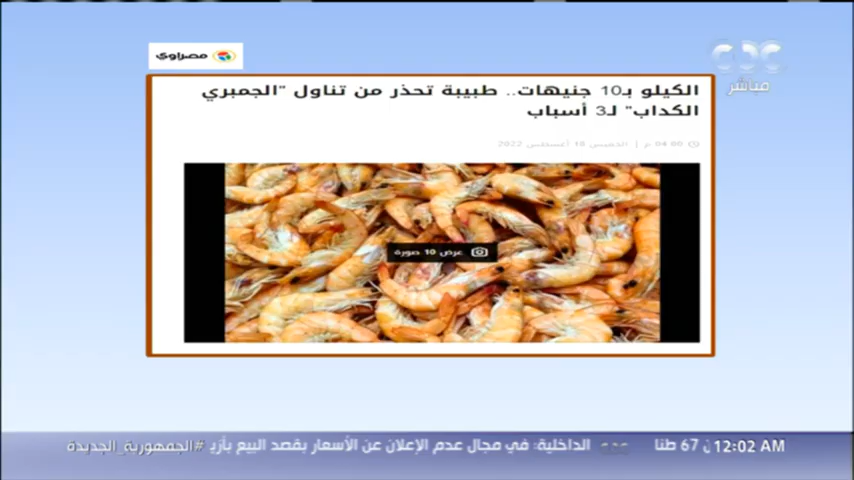 مصراوي
CBC
مباشر
الكيلو بـ10 جنيهات.. طبيبة تحذر من تناول "الجمبري
الكداب" لـ3 أسباب
04:00 م | الخميس 18 أغسطس 2022
عرض 10 صورة
ن 67 طنا cbc الداخلية: في مجال عدم الإعلان عن الأسعار بقصد البيع بأزيد
#الجمهورية_الجديدة
12:02 AM